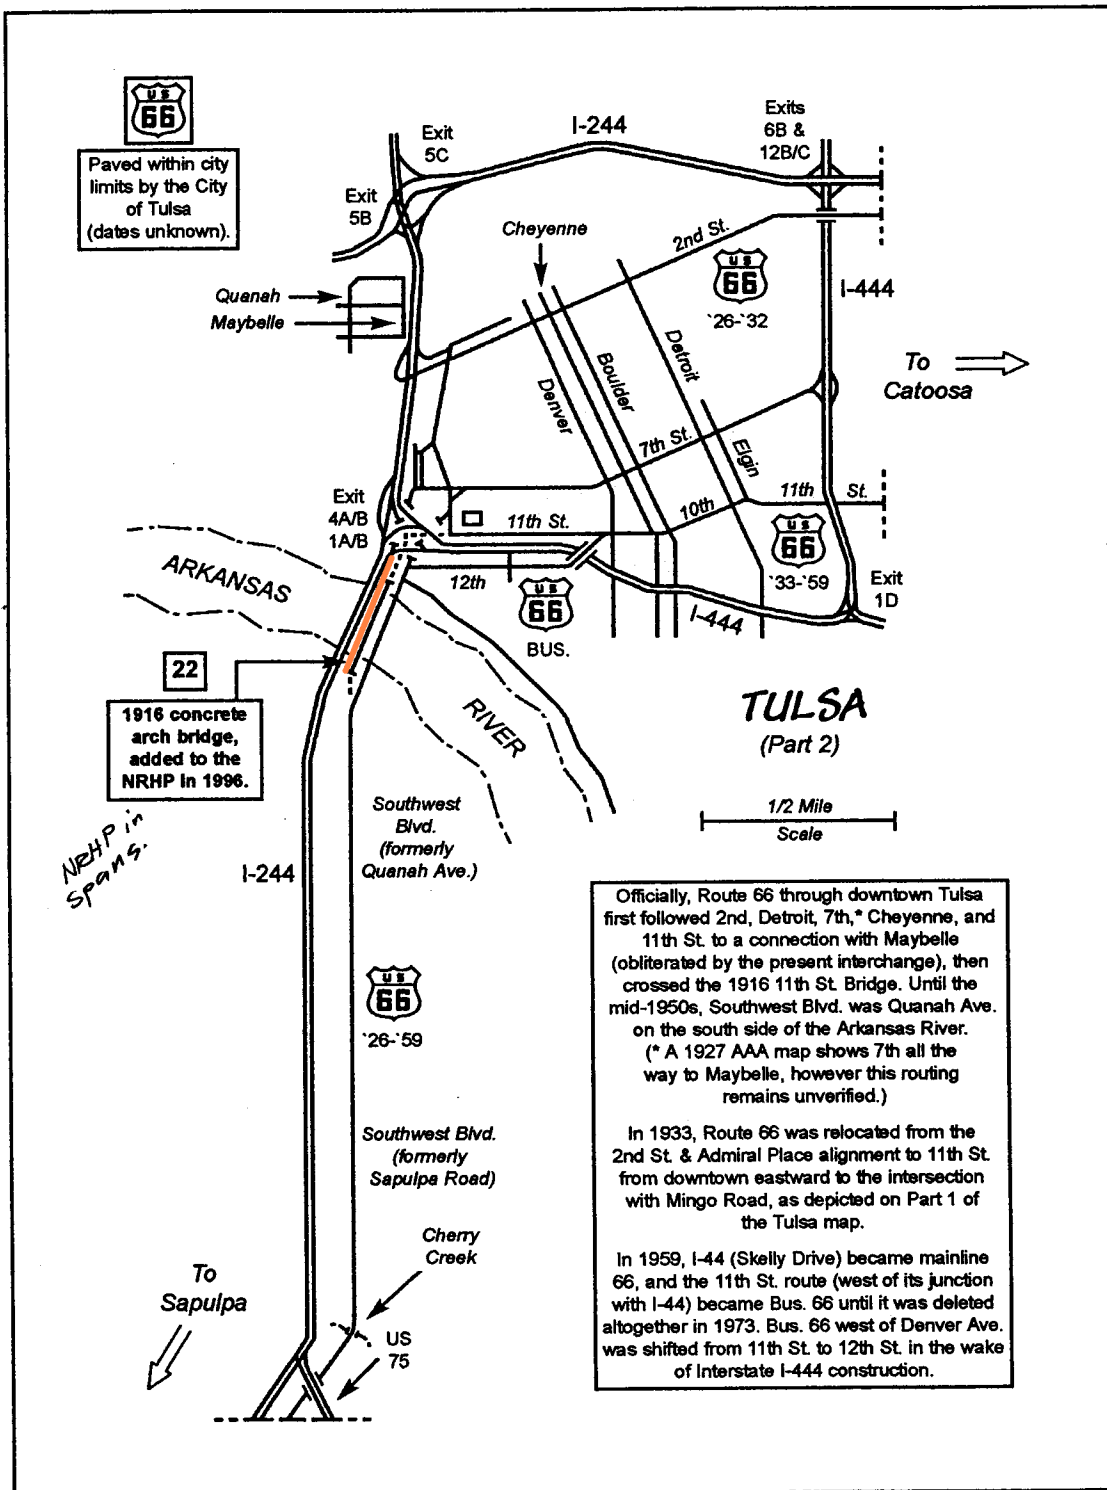 US
66
Paved within city
limits by the City
of Tulsa
(dates unknown).
Exit
5C
I-244
Exits
6B &
12B/C
Exit
5B
Cheyenne
2nd St.
US
66
`26-`32
I-444
Quanah
Maybelle
To
Catoosa
Detroit
Boulder
Denver
7th St.
Elgin
Exit
4A/B
1A/B
11th St.
10th
11th St.
US
66
`33-`59
ARKANSAS
12th
US
66
BUS.
I-444
Exit
1D
22
1916 concrete
arch bridge,
added to the
NRHP in 1996.
RIVER
TULSA
(Part 2)
1/2 Mile
Scale
NRHP in
spans.
Southwest
Blvd.
(formerly
Quanah Ave.)
I-244
US
66
`26-`59
Officially, Route 66 through downtown Tulsa
first followed 2nd, Detroit, 7th,* Cheyenne, and
11th St. to a connection with Maybelle
(obliterated by the present interchange), then
crossed the 1916 11th St. Bridge. Until the
mid-1950s, Southwest Blvd. was Quanah Ave.
on the south side of the Arkansas River.
(* A 1927 AAA map shows 7th all the
way to Maybelle, however this routing
remains unverified.)
In 1933, Route 66 was relocated from the
2nd St. & Admiral Place alignment to 11th St.
from downtown eastward to the intersection
with Mingo Road, as depicted on Part 1 of
the Tulsa map.
In 1959, I-44 (Skelly Drive) became mainline
66, and the 11th St. route (west of its junction
with I-44) became Bus. 66 until it was deleted
altogether in 1973. Bus. 66 west of Denver Ave.
was shifted from 11th St. to 12th St. in the wake
of Interstate I-444 construction.
Southwest Blvd.
(formerly
Sapulpa Road)
Cherry
Creek
To
Sapulpa
US
75